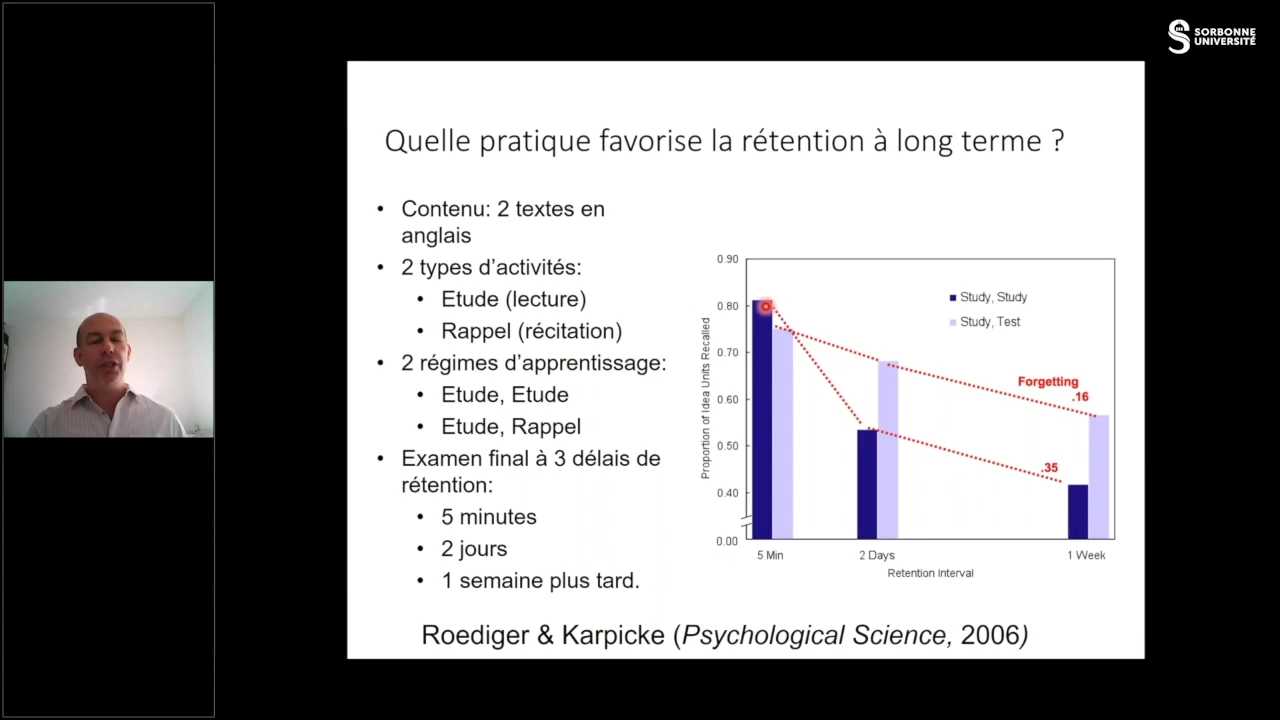 SORBONNE
UNIVERSITÉ
Quelle pratique favorise la rétention à long terme ?
• Contenu: 2 textes en
anglais
• 2 types d’activités:
• Etude (lecture)
• Rappel (récitation)
• 2 régimes d’apprentissage:
• Etude, Etude
• Etude, Rappel
• Examen final à 3 délais de
rétention:
• 5 minutes
• 2 jours
• 1 semaine plus tard.
Proportion of Idea Units Recalled
0.90
0.80
0.70
0.60
0.50
0.40
0.00
Study, Study
Study, Test
Forgetting
.16
.35
5 Min
2 Days
1 Week
Retention Interval
Roediger & Karpicke (Psychological Science, 2006)